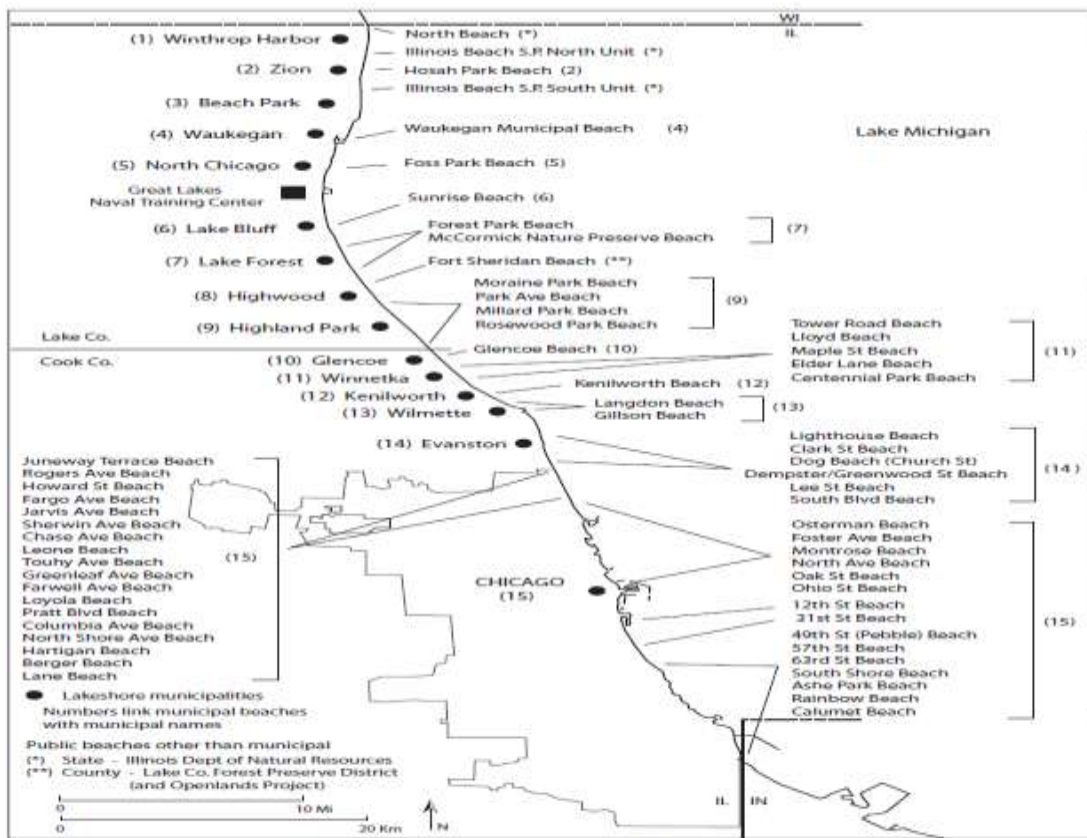 WI
IL
(1) Winthrop Harbor
(2) Zion
(3) Beach Park
(4) Waukegan
(5) North Chicago
Great Lakes
Naval Training Center
(6) Lake Bluff
(7) Lake Forest
(8) Highwood
(9) Highland Park
Lake Co.
Cook Co.
(10) Glencoe
(11) Winnetka
(12) Kenilworth
(13) Wilmette
(14) Evanston
CHICAGO
(15)
North Beach (*)
Illinois Beach S.P. North Unit (*)
Hosah Park Beach (2)
Illinois Beach S.P. South Unit (*)
Waukegan Municipal Beach (4)
Foss Park Beach (5)
Sunrise Beach (6)
Forest Park Beach
McCormick Nature Preserve Beach
(7)
Fort Sheridan Beach (**)
Moraine Park Beach
Park Ave Beach
Millard Park Beach
Rosewood Park Beach
(9)
Glencoe Beach (10)
Lake Michigan
Tower Road Beach
Lloyd Beach
Maple St Beach
Elder Lane Beach
Centennial Park Beach
(11)
Kenilworth Beach (12)
Langdon Beach
Gillson Beach
(13)
Lighthouse Beach
Clark St Beach
Dog Beach (Church St)
Dempster/Greenwood St Beach
Lee St Beach
South Blvd Beach
(14)
Osterman Beach
Foster Ave Beach
Montrose Beach
North Ave Beach
Oak St Beach
Ohio St Beach
12th St Beach
31st St Beach
49th St (Pebble) Beach
57th St Beach
63rd St Beach
South Shore Beach
Ashe Park Beach
Rainbow Beach
Calumet Beach
(15)
Juneway Terrace Beach
Rogers Ave Beach
Howard St Beach
Fargo Ave Beach
Jarvis Ave Beach
Sherwin Ave Beach
Chase Ave Beach
Leone Beach
Touhy Ave Beach
Greenleaf Ave Beach
Farwell Ave Beach
Loyola Beach
Pratt Blvd Beach
Columbia Ave Beach
North Shore Ave Beach
Hartigan Beach
Berger Beach
Lane Beach
(15)
Lakeshore municipalities
Numbers link municipal beaches
with municipal names
Public beaches other than municipal
(*) State - Illinois Dept of Natural Resources
(**) County - Lake Co. Forest Preserve District
(and Openlands Project)
0 10 Mi
0 20 Km
N
IL IN